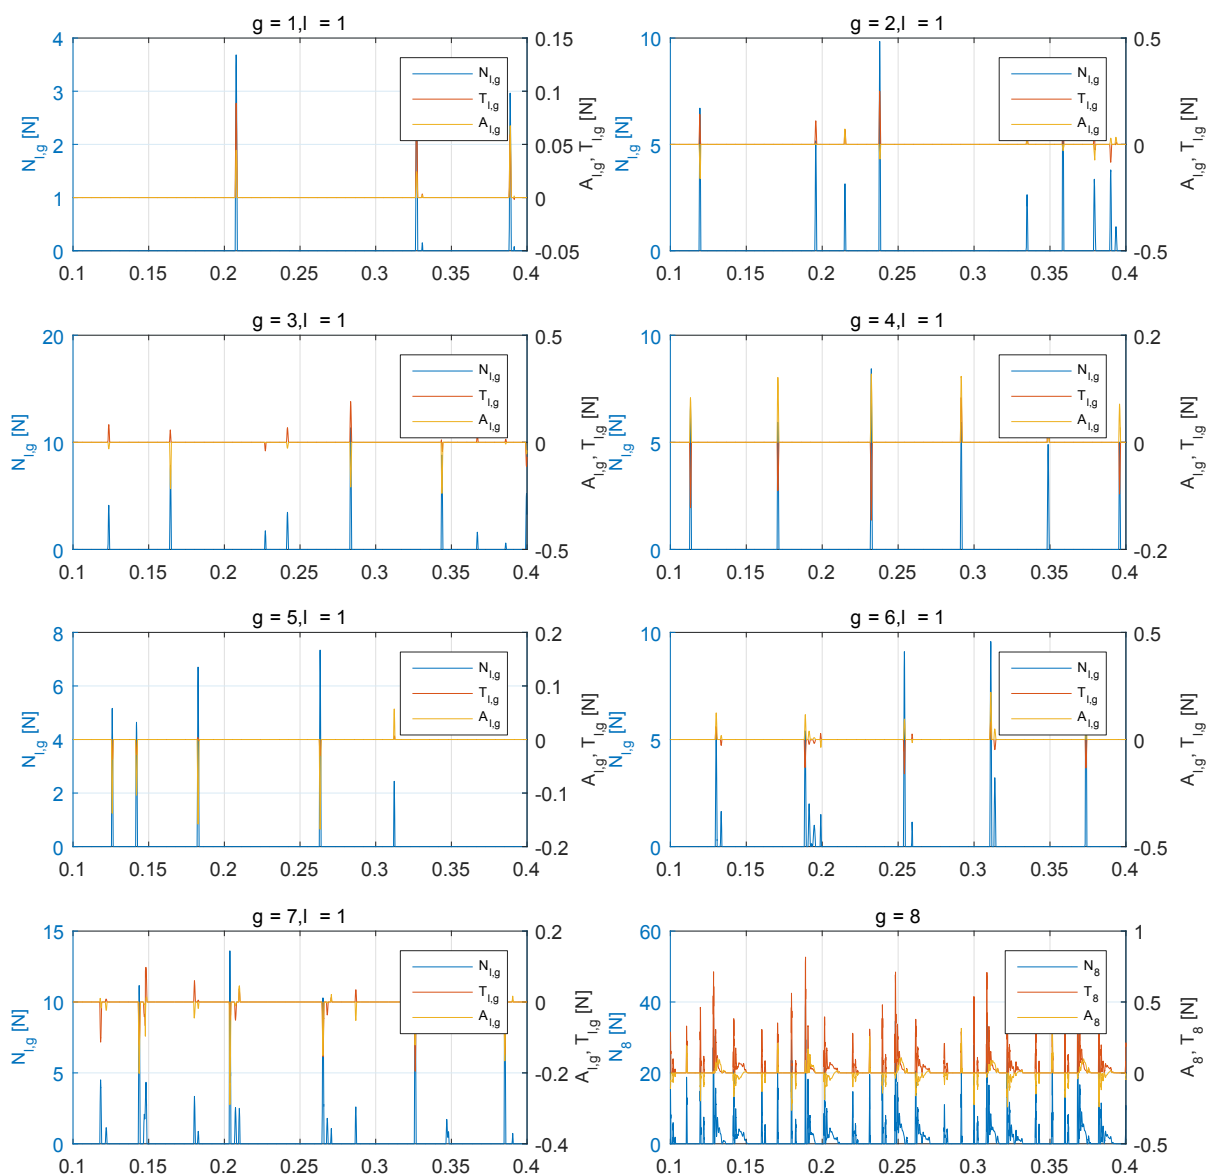 g = 1,l = 1
g = 2,l = 1
4
3
2
1
0
N_l,g [N]
0.15
0.1
0.05
0
-0.05
A_l,g, T_l,g [N]
N_l,g
T_l,g
A_l,g
0.1 0.15 0.2 0.25 0.3 0.35 0.4
10
5
0
N_l,g [N]
0.5
0
-0.5
A_l,g, T_l,g [N]
N_l,g
T_l,g
A_l,g
0.1 0.15 0.2 0.25 0.3 0.35 0.4
g = 3,l = 1
g = 4,l = 1
20
10
0
N_l,g [N]
0.5
0
-0.5
A_l,g, T_l,g [N]
N_l,g
T_l,g
A_l,g
0.1 0.15 0.2 0.25 0.3 0.35 0.4
10
5
0
N_l,g [N]
0.2
0
-0.2
A_l,g, T_l,g [N]
N_l,g
T_l,g
A_l,g
0.1 0.15 0.2 0.25 0.3 0.35 0.4
g = 5,l = 1
g = 6,l = 1
8
6
4
2
0
N_l,g [N]
0.2
0.1
0
-0.1
-0.2
A_l,g, T_l,g [N]
N_l,g
T_l,g
A_l,g
0.1 0.15 0.2 0.25 0.3 0.35 0.4
10
5
0
N_l,g [N]
0.5
0
-0.5
A_l,g, T_l,g [N]
N_l,g
T_l,g
A_l,g
0.1 0.15 0.2 0.25 0.3 0.35 0.4
g = 7,l = 1
g = 8
15
10
5
0
N_l,g [N]
0.2
0
-0.2
-0.4
A_l,g, T_l,g [N]
N_l,g
T_l,g
A_l,g
0.1 0.15 0.2 0.25 0.3 0.35 0.4
60
40
20
0
N_8 [N]
1
0.5
0
-0.5
A_8, T_8 [N]
N_8
T_8
A_8
0.1 0.15 0.2 0.25 0.3 0.35 0.4